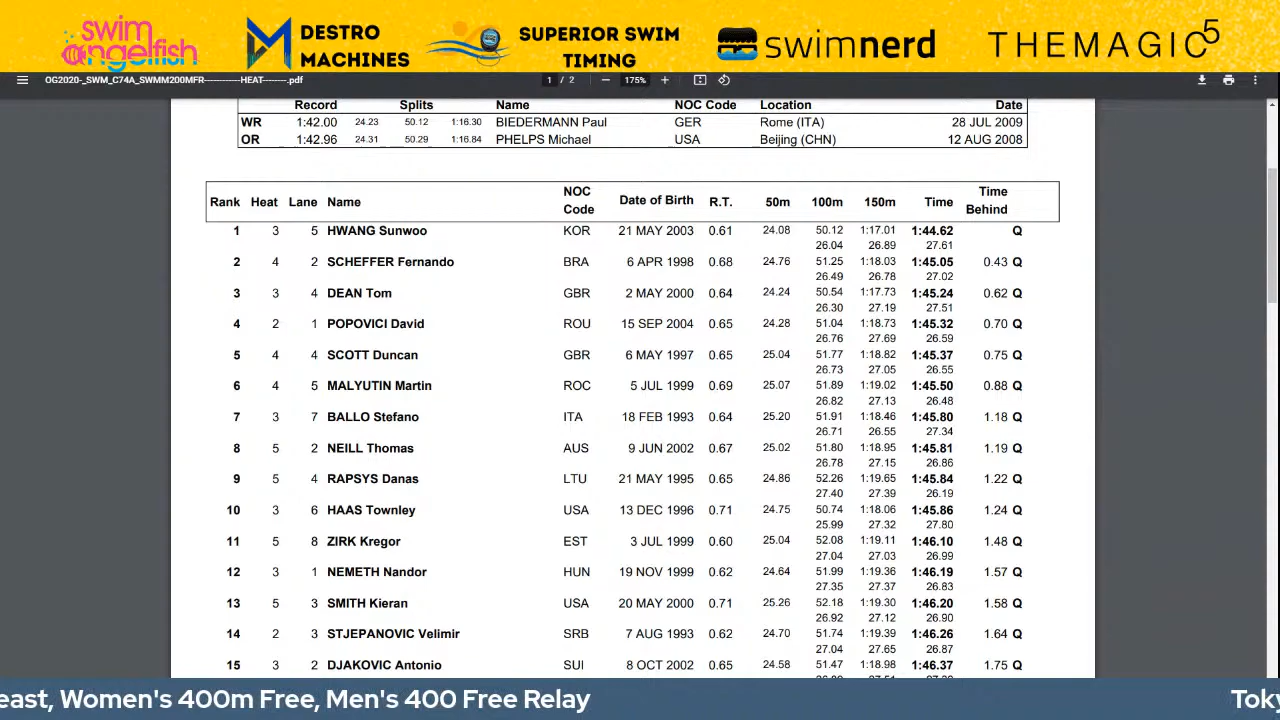 swim angelfish
DESTRO MACHINES
SUPERIOR SWIM TIMING
swimnerd
THEMAGIC5
OG2020-_SWM_C74A_SWMM200MFR------------HEAT--------.pdf 1 / 2 175%
Record Splits Name NOC Code Location Date
WR 1:42.00 24.23 50.12 1:16.30 BIEDERMANN Paul GER Rome (ITA) 28 JUL 2009
OR 1:42.96 24.31 50.29 1:16.84 PHELPS Michael USA Beijing (CHN) 12 AUG 2008
Rank Heat Lane Name NOC Code Date of Birth R.T. 50m 100m 150m Time Time Behind
1 3 5 HWANG Sunwoo KOR 21 MAY 2003 0.61 24.08 50.12 1:17.01 1:44.62 Q
26.04 26.89 27.61
2 4 2 SCHEFFER Fernando BRA 6 APR 1998 0.68 24.76 51.25 1:18.03 1:45.05 0.43 Q
26.49 26.78 27.02
3 3 4 DEAN Tom GBR 2 MAY 2000 0.64 24.24 50.54 1:17.73 1:45.24 0.62 Q
26.30 27.19 27.51
4 2 1 POPOVICI David ROU 15 SEP 2004 0.65 24.28 51.04 1:18.73 1:45.32 0.70 Q
26.76 27.69 26.59
5 4 4 SCOTT Duncan GBR 6 MAY 1997 0.65 25.04 51.77 1:18.82 1:45.37 0.75 Q
26.73 27.05 26.55
6 4 5 MALYUTIN Martin ROC 5 JUL 1999 0.69 25.07 51.89 1:19.02 1:45.50 0.88 Q
26.82 27.13 26.48
7 3 7 BALLO Stefano ITA 18 FEB 1993 0.64 25.20 51.91 1:18.46 1:45.80 1.18 Q
26.71 26.55 27.34
8 5 2 NEILL Thomas AUS 9 JUN 2002 0.67 25.02 51.80 1:18.95 1:45.81 1.19 Q
26.78 27.15 26.86
9 5 4 RAPSYS Danas LTU 21 MAY 1995 0.65 24.86 52.26 1:19.65 1:45.84 1.22 Q
27.40 27.39 26.19
10 3 6 HAAS Townley USA 13 DEC 1996 0.71 24.75 50.74 1:18.06 1:45.86 1.24 Q
25.99 27.32 27.80
11 5 8 ZIRK Kregor EST 3 JUL 1999 0.60 25.04 52.08 1:19.11 1:46.10 1.48 Q
27.04 27.03 26.99
12 3 1 NEMETH Nandor HUN 19 NOV 1999 0.62 24.64 51.99 1:19.36 1:46.19 1.57 Q
27.35 27.37 26.83
13 5 3 SMITH Kieran USA 20 MAY 2000 0.71 25.26 52.18 1:19.30 1:46.20 1.58 Q
26.92 27.12 26.90
14 2 3 STJEPANOVIC Velimir SRB 7 AUG 1993 0.62 24.70 51.74 1:19.39 1:46.26 1.64 Q
27.04 27.65 26.87
15 3 2 DJAKOVIC Antonio SUI 8 OCT 2002 0.65 24.58 51.47 1:18.98 1:46.37 1.75 Q
east, Women's 400m Free, Men's 400 Free Relay Toky